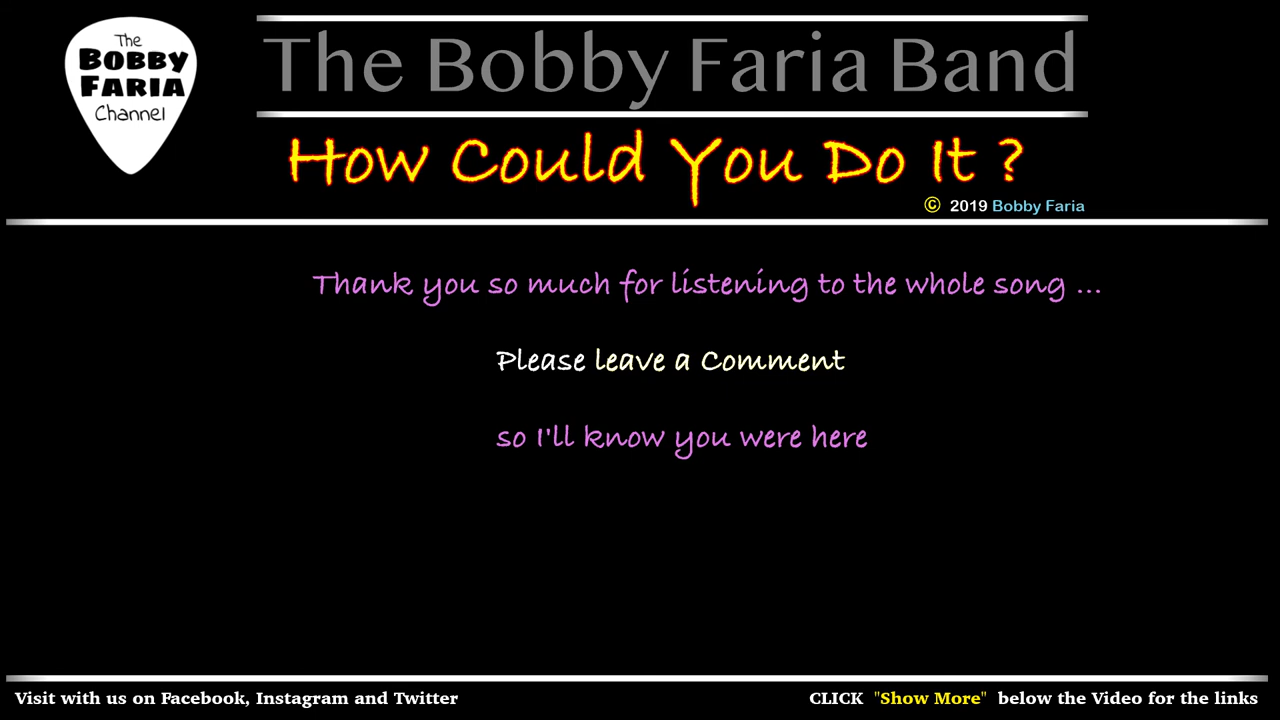 The
BOBBY
FARIA
Channel
The Bobby Faria Band
How Could You Do It ?
© 2019 Bobby Faria
Thank you so much for listening to the whole song ...
Please leave a Comment
so I'll know you were here
Visit with us on Facebook, Instagram and Twitter
CLICK "Show More" below the Video for the links